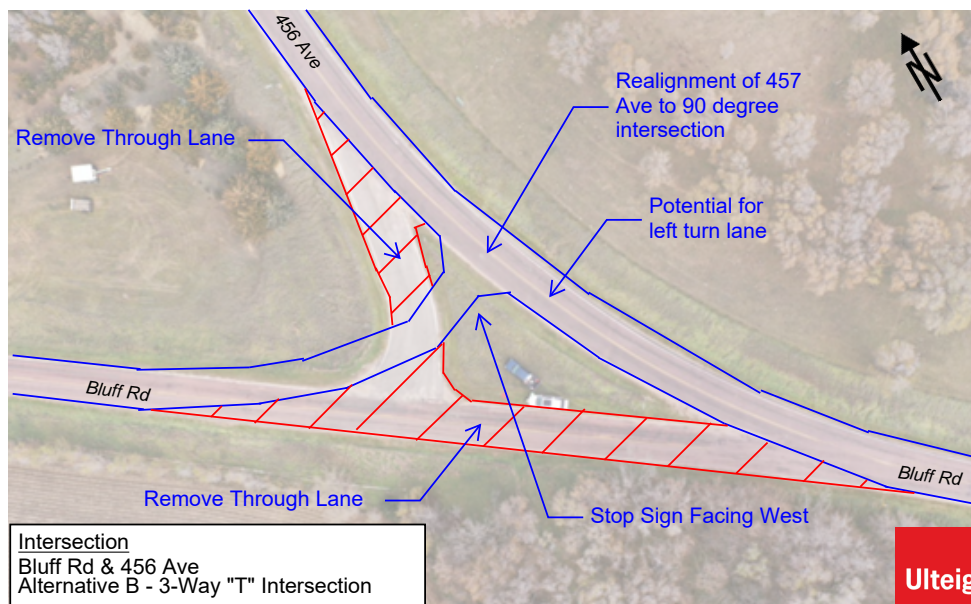 456 Ave
N
Realignment of 457
Ave to 90 degree
intersection
Remove Through Lane
Potential for
left turn lane
Bluff Rd
Bluff Rd
Remove Through Lane
Stop Sign Facing West
Intersection
Bluff Rd & 456 Ave
Alternative B - 3-Way "T" Intersection
Ulteig